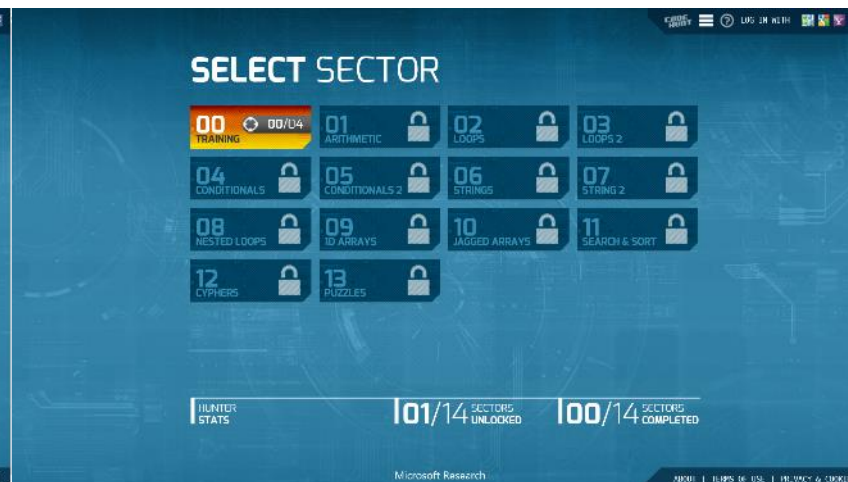 CODE HUNT LOG IN WITH
SELECT SECTOR
00 00/04
TRAINING
01
ARITHMETIC
02
LOOPS
03
LOOPS 2
04
CONDITIONALS
05
CONDITIONALS 2
06
STRINGS
07
STRING 2
08
NESTED LOOPS
09
1D ARRAYS
10
JAGGED ARRAYS
11
SEARCH & SORT
12
CYPHERS
13
PUZZLES
HUNTER STATS
01/14 SECTORS UNLOCKED
00/14 SECTORS COMPLETED
Microsoft Research
ABOUT | TERMS OF USE | PRIVACY &